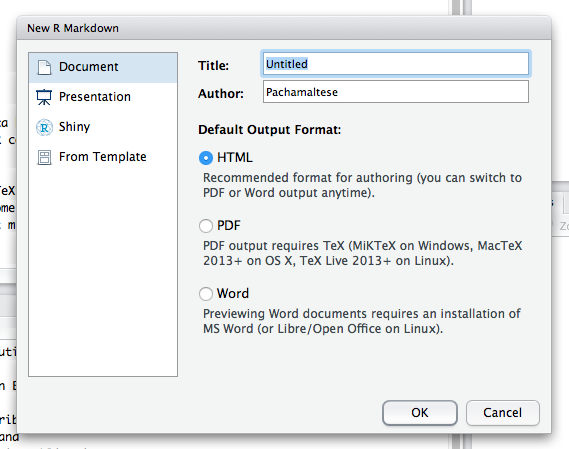 New R Markdown
Document
Presentation
Shiny
From Template
Title: Untitled
Author: Pachamaltese
Default Output Format:
HTML
Recommended format for authoring (you can switch to
PDF or Word output anytime).
PDF
PDF output requires TeX (MiKTeX on Windows, MacTeX
2013+ on OS X, TeX Live 2013+ on Linux).
Word
Previewing Word documents requires an installation of
MS Word (or Libre/Open Office on Linux).
OK Cancel